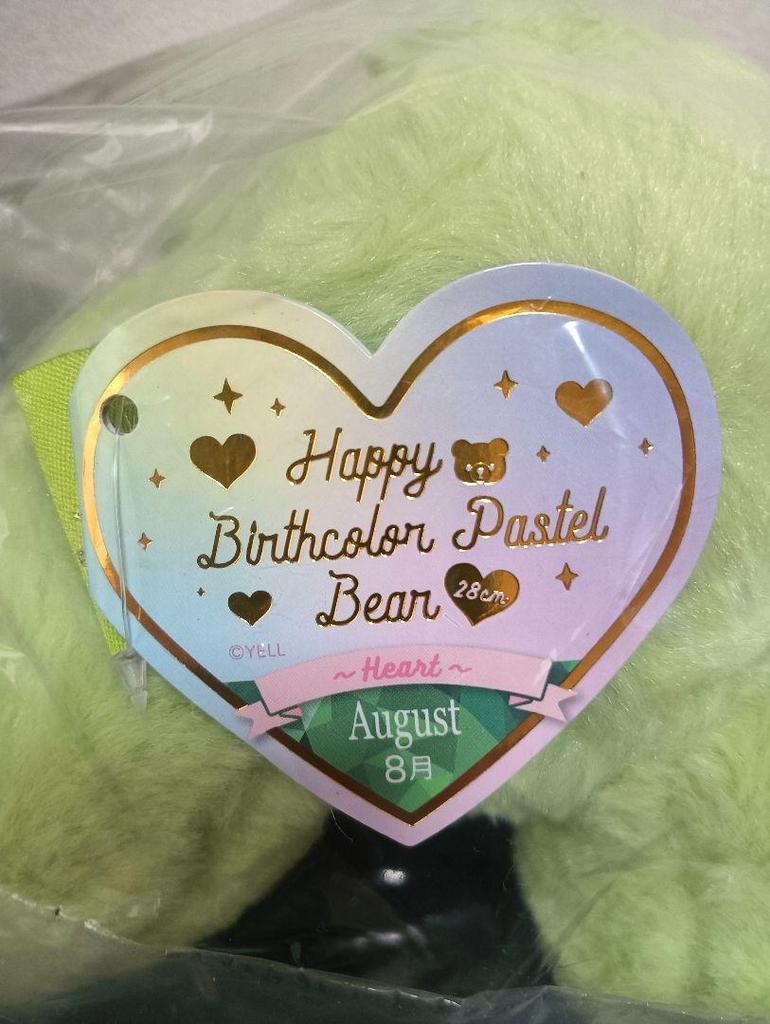 Happy
Birthcolor Pastel
Bear 28cm
©YELL
~Heart~
August
8月